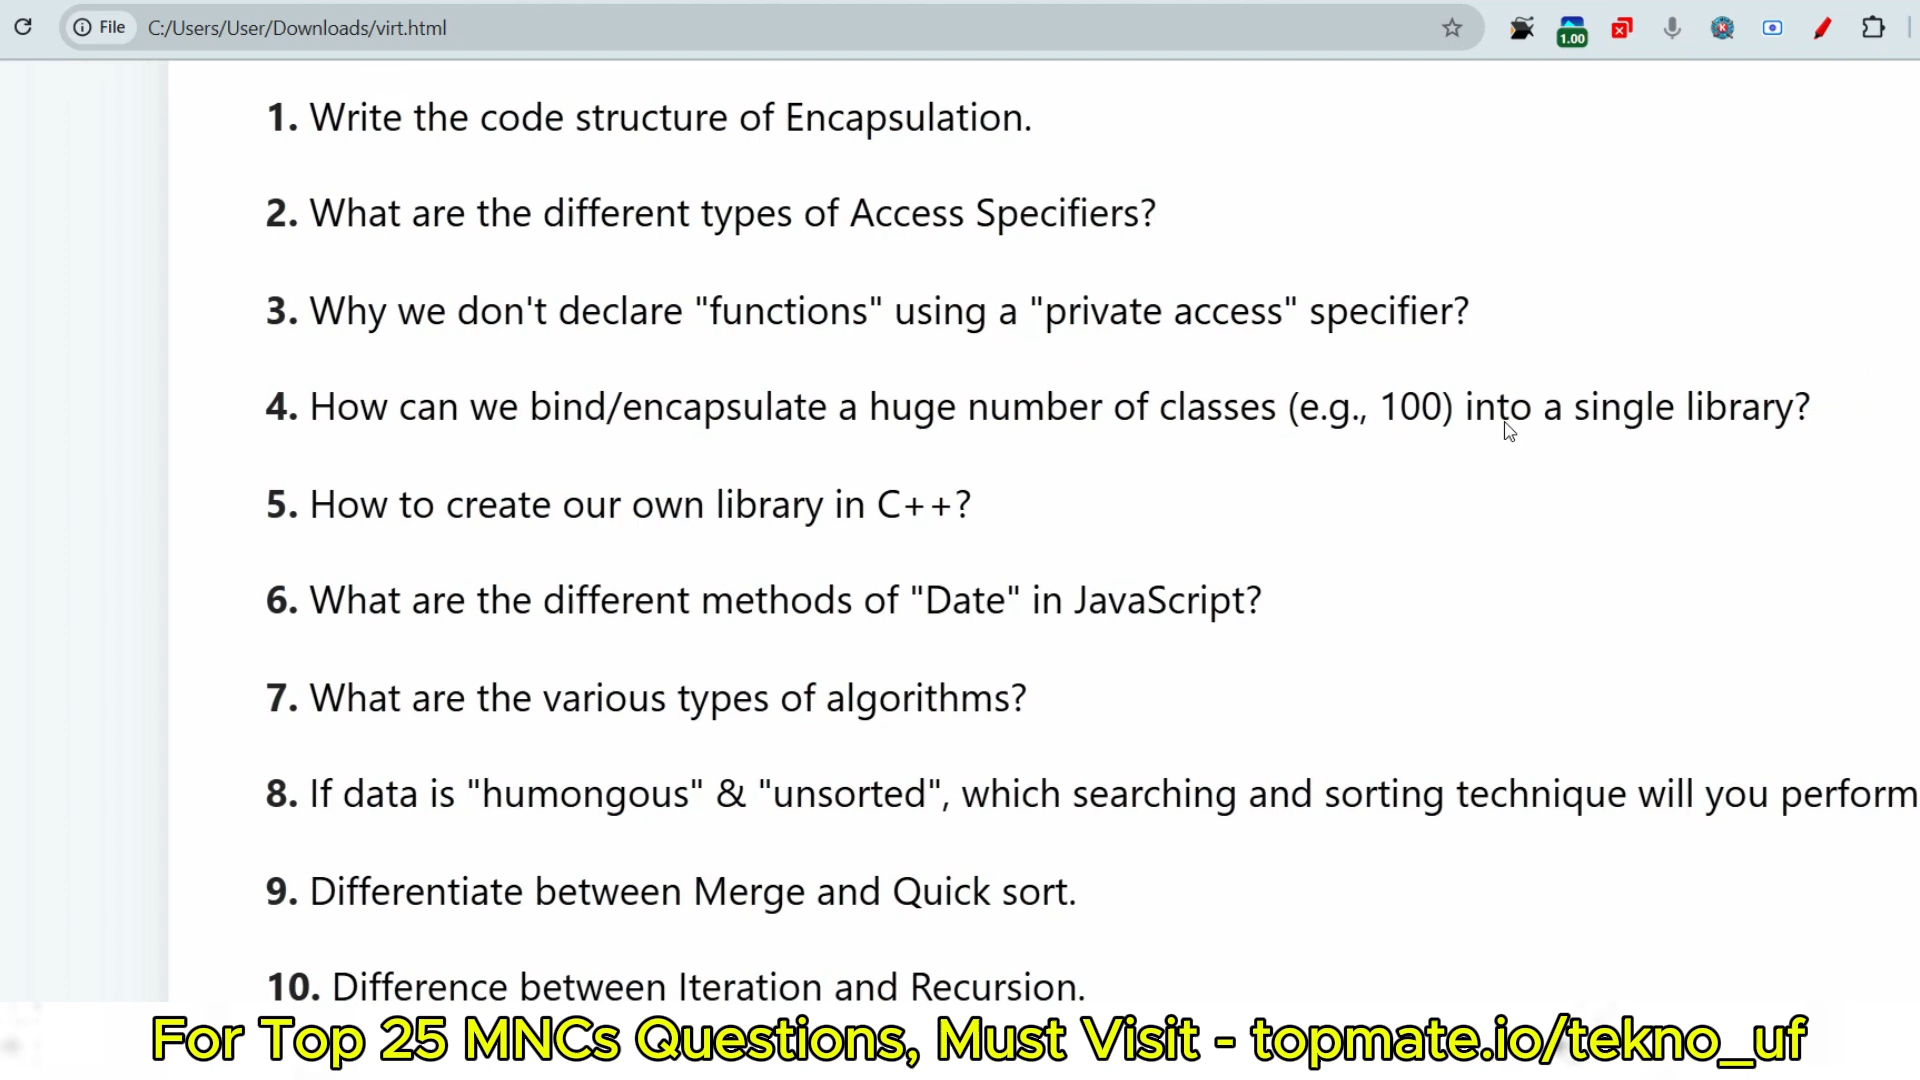 File
C:/Users/User/Downloads/virt.html
1.00
1. Write the code structure of Encapsulation.
2. What are the different types of Access Specifiers?
3. Why we don't declare "functions" using a "private access" specifier?
4. How can we bind/encapsulate a huge number of classes (e.g., 100) into a single library?
5. How to create our own library in C++?
6. What are the different methods of "Date" in JavaScript?
7. What are the various types of algorithms?
8. If data is "humongous" & "unsorted", which searching and sorting technique will you perform
9. Differentiate between Merge and Quick sort.
10. Difference between Iteration and Recursion.
For Top 25 MNCs Questions, Must Visit - topmate.io/tekno_uf